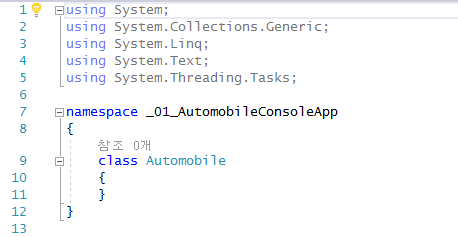 1 using System;
2 using System.Collections.Generic;
3 using System.Linq;
4 using System.Text;
5 using System.Threading.Tasks;
6
7 namespace _01_AutomobileConsoleApp
8 {
참조 0개
9 class Automobile
10 {
11 }
12 }
13